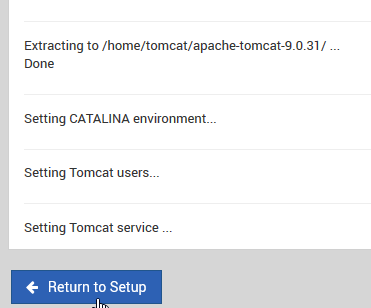 Extracting to /home/tomcat/apache-tomcat-9.0.31/ ...
Done
Setting CATALINA environment...
Setting Tomcat users...
Setting Tomcat service ...
Return to Setup